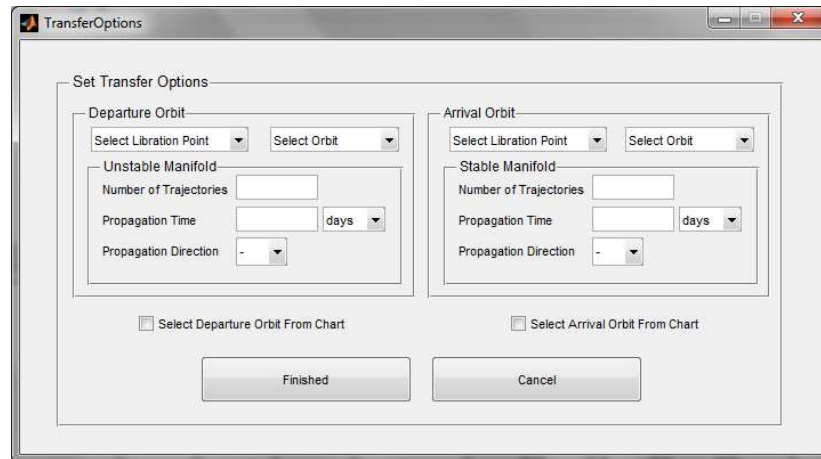 TransferOptions
Set Transfer Options
Departure Orbit
Select Libration Point
Select Orbit
Unstable Manifold
Number of Trajectories
Propagation Time
days
Propagation Direction
-
Select Departure Orbit From Chart
Arrival Orbit
Select Libration Point
Select Orbit
Stable Manifold
Number of Trajectories
Propagation Time
days
Propagation Direction
-
Select Arrival Orbit From Chart
Finished
Cancel